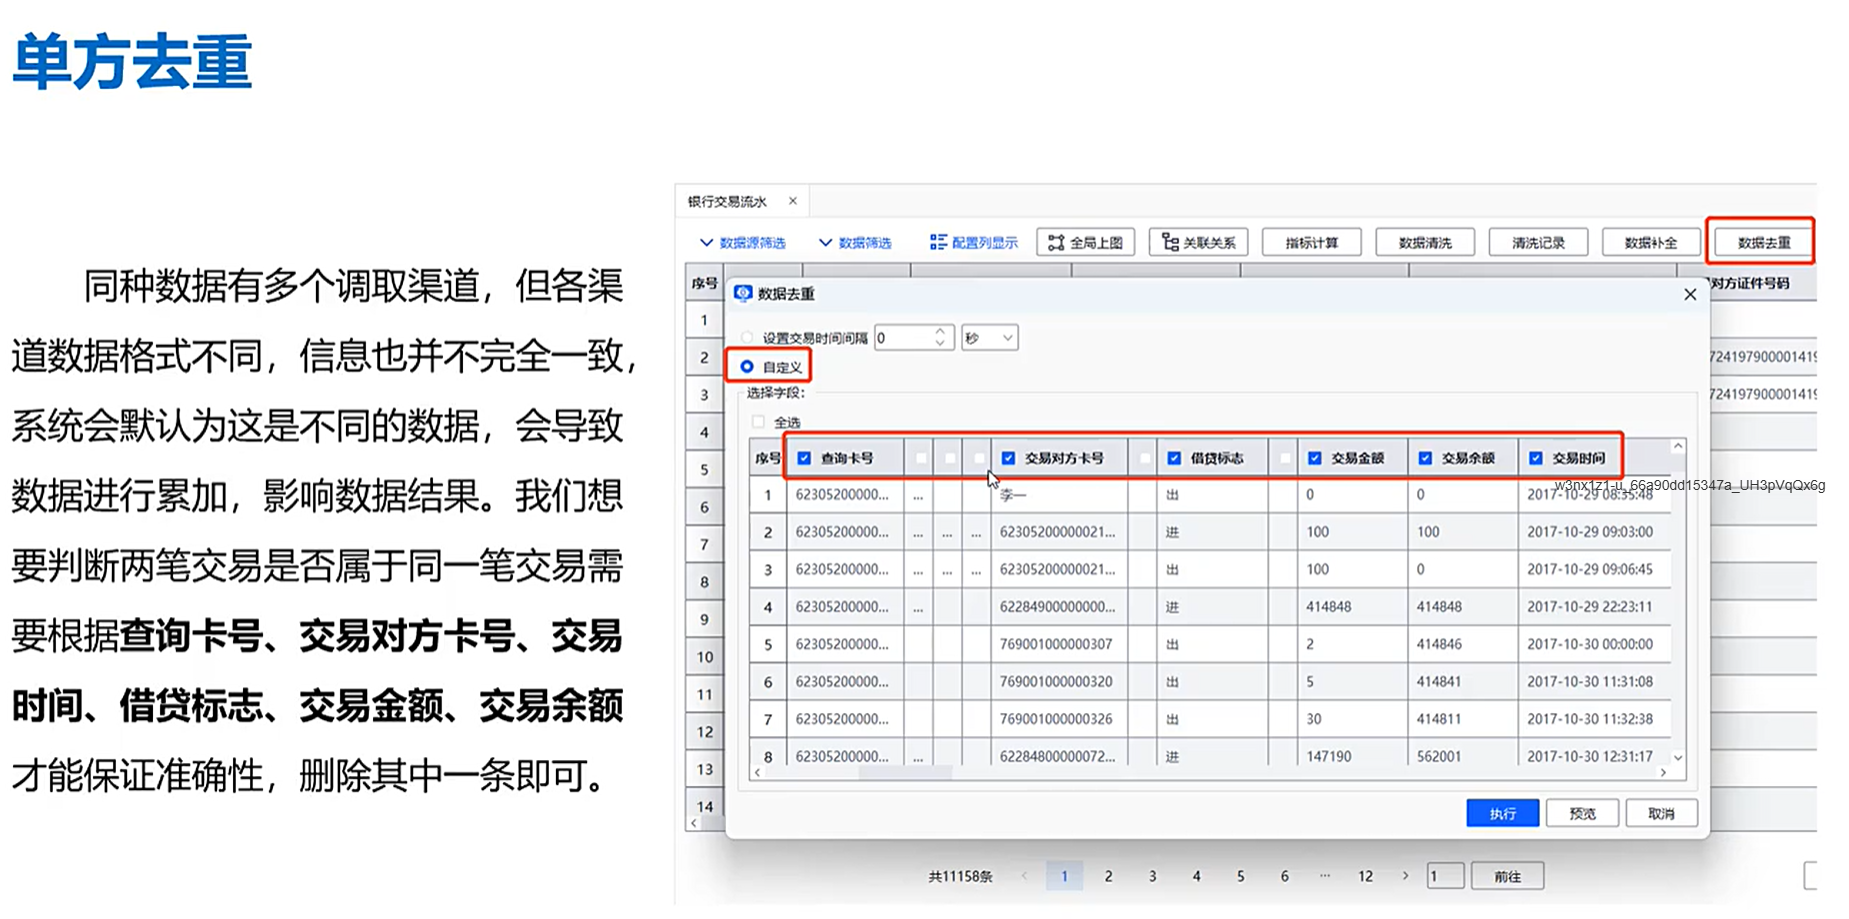 单方去重
同种数据有多个调取渠道，但各渠
道数据格式不同，信息也并不完全一致，
系统会默认为这是不同的数据，会导致
数据进行累加，影响数据结果。我们想
要判断两笔交易是否属于同一笔交易需
要根据查询卡号、交易对方卡号、交易
时间、借贷标志、交易金额、交易余额
才能保证准确性，删除其中一条即可。
银行交易流水 ×
数据源筛选 数据筛选 配置列显示 全局上图 关联关系 指标计算 数据清洗 清洗记录 数据补全 数据去重
序号 对方证件号码
1
2 72419790000141
3 72419790000141
4
5
6
7
8
9
10
11
12
13
14
数据去重
设置交易时间间隔 0 秒
自定义
选择字段：
全选
序号 查询卡号 交易对方卡号 借贷标志 交易金额 交易余额 交易时间
1 62305200000... ... 李一 出 0 0 2017-10-29 08:35:48
w3nx1z1-u_66a90dd15347a_UH3pVqQx6g
2 62305200000... ... ... ... 62305200000021... 进 100 100 2017-10-29 09:03:00
3 62305200000... ... ... ... 62305200000021... 出 100 0 2017-10-29 09:06:45
4 62305200000... ... 62284900000000... 进 414848 414848 2017-10-29 22:23:11
5 62305200000... 769001000000307 出 2 414846 2017-10-30 00:00:00
6 62305200000... 769001000000320 出 5 414841 2017-10-30 11:31:08
7 62305200000... 769001000000326 出 30 414811 2017-10-30 11:32:38
8 62305200000... ... 62284800000072... 进 147190 562001 2017-10-30 12:31:17
执行 预览 取消
共11158条 < 1 2 3 4 5 6 ··· 12 > 1 前往